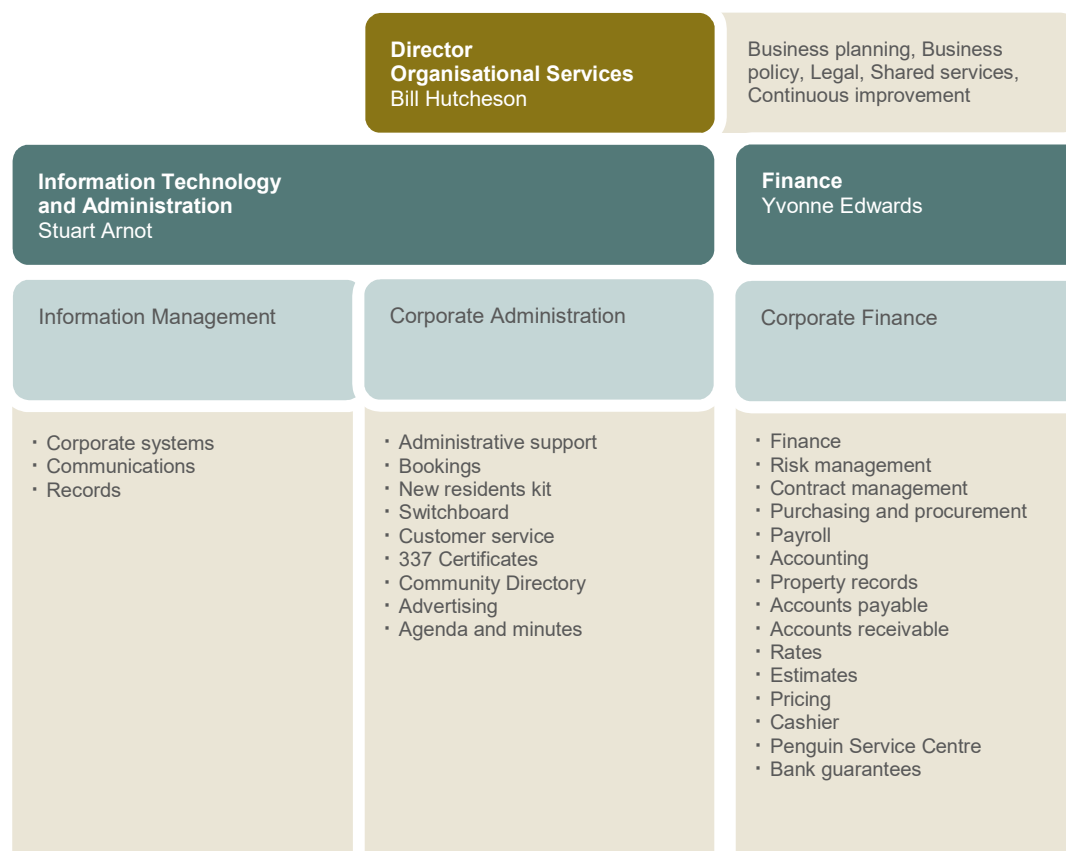 Director
Organisational Services
Bill Hutcheson
Business planning, Business
policy, Legal, Shared services,
Continuous improvement
Information Technology
and Administration
Stuart Arnot
Finance
Yvonne Edwards
Information Management
Corporate Administration
Corporate Finance
· Corporate systems
· Communications
· Records
· Administrative support
· Bookings
· New residents kit
· Switchboard
· Customer service
· 337 Certificates
· Community Directory
· Advertising
· Agenda and minutes
· Finance
· Risk management
· Contract management
· Purchasing and procurement
· Payroll
· Accounting
· Property records
· Accounts payable
· Accounts receivable
· Rates
· Estimates
· Pricing
· Cashier
· Penguin Service Centre
· Bank guarantees